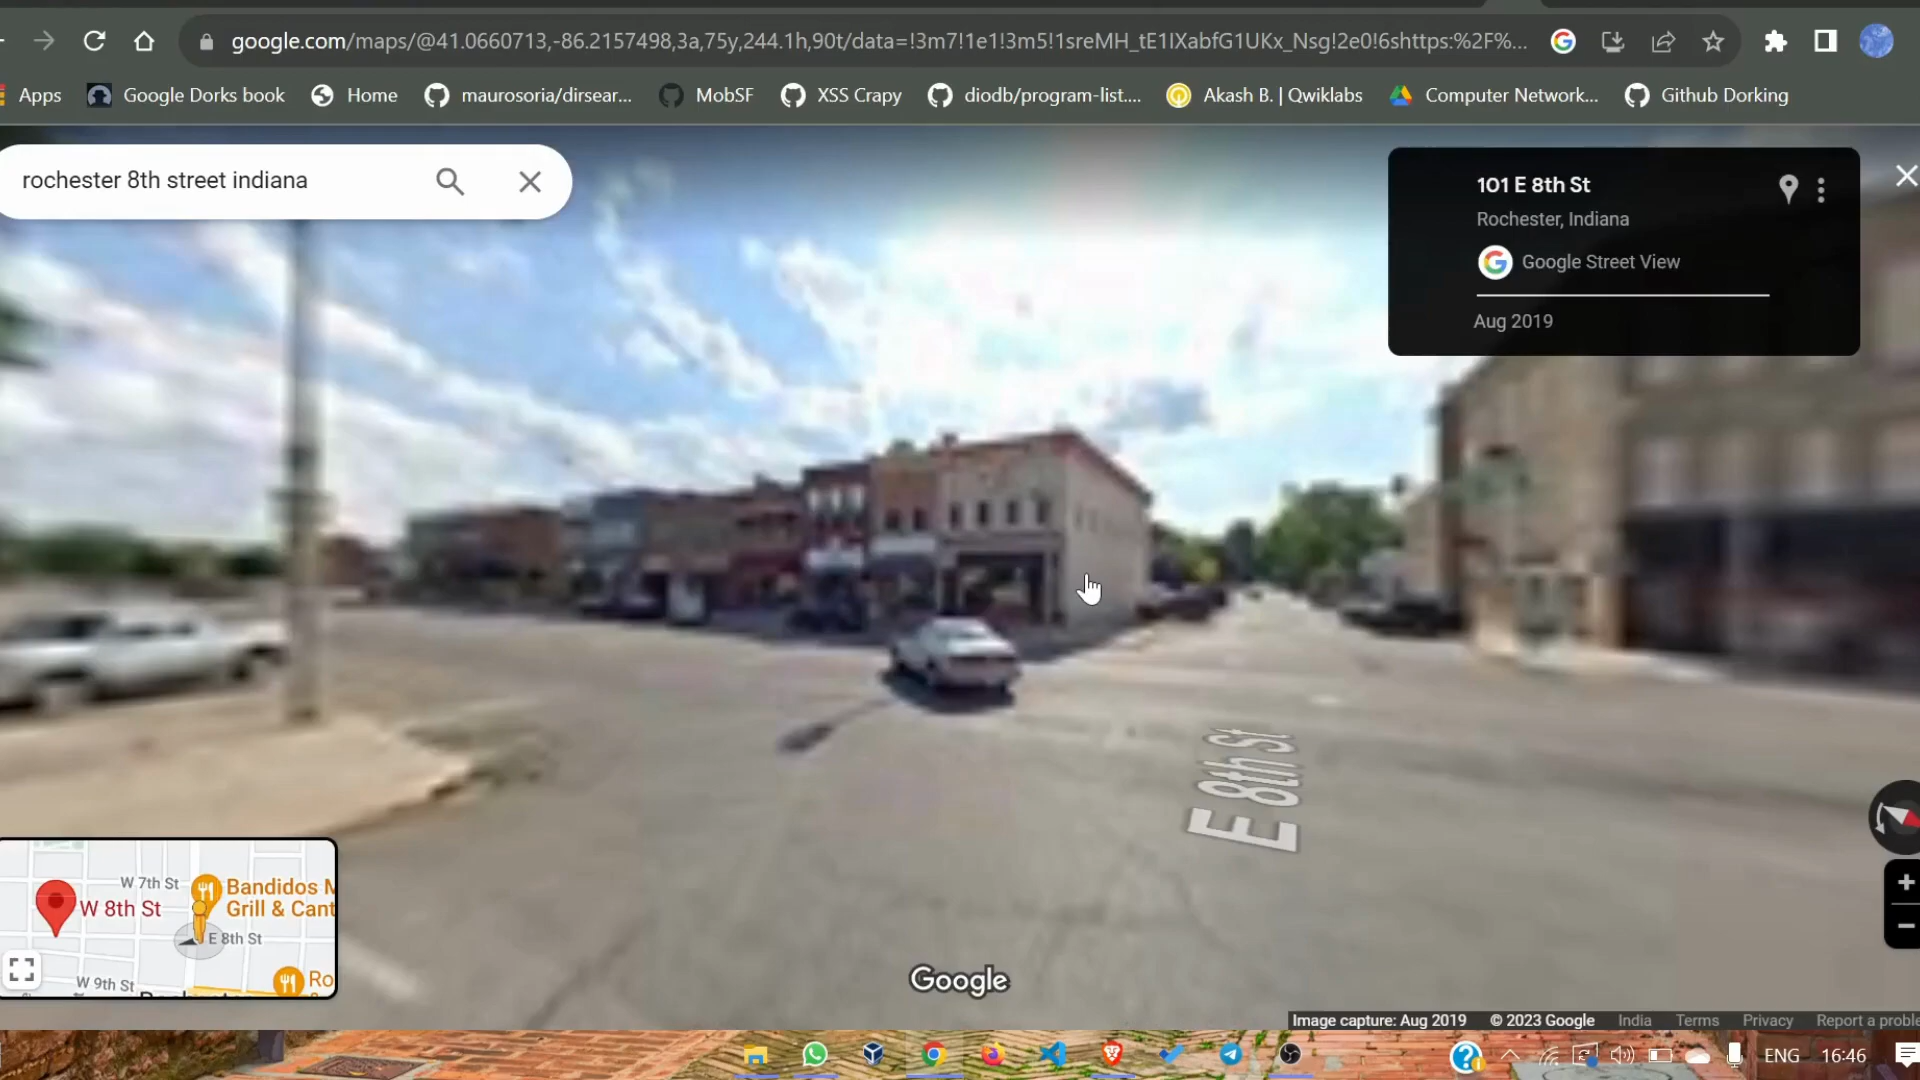 google.com/maps/@41.0660713,-86.2157498,3a,75y,244.1h,90t/data=!3m7!1e1!3m5!1sreMH_tE1IXabfG1UKx_Nsg!2e0!6shttps:%2F%...
Apps Google Dorks book Home maurosoria/dirsear... MobSF XSS Crapy diodb/program-list.... Akash B. | Qwiklabs Computer Network... Github Dorking
rochester 8th street indiana
101 E 8th St
Rochester, Indiana
Google Street View
Aug 2019
E 8th St
W 7th St
Bandidos M
Grill & Cant
W 8th St
E 8th St
W 9th St
Ro
Google
Image capture: Aug 2019 © 2023 Google India Terms Privacy Report a proble
ENG 16:46